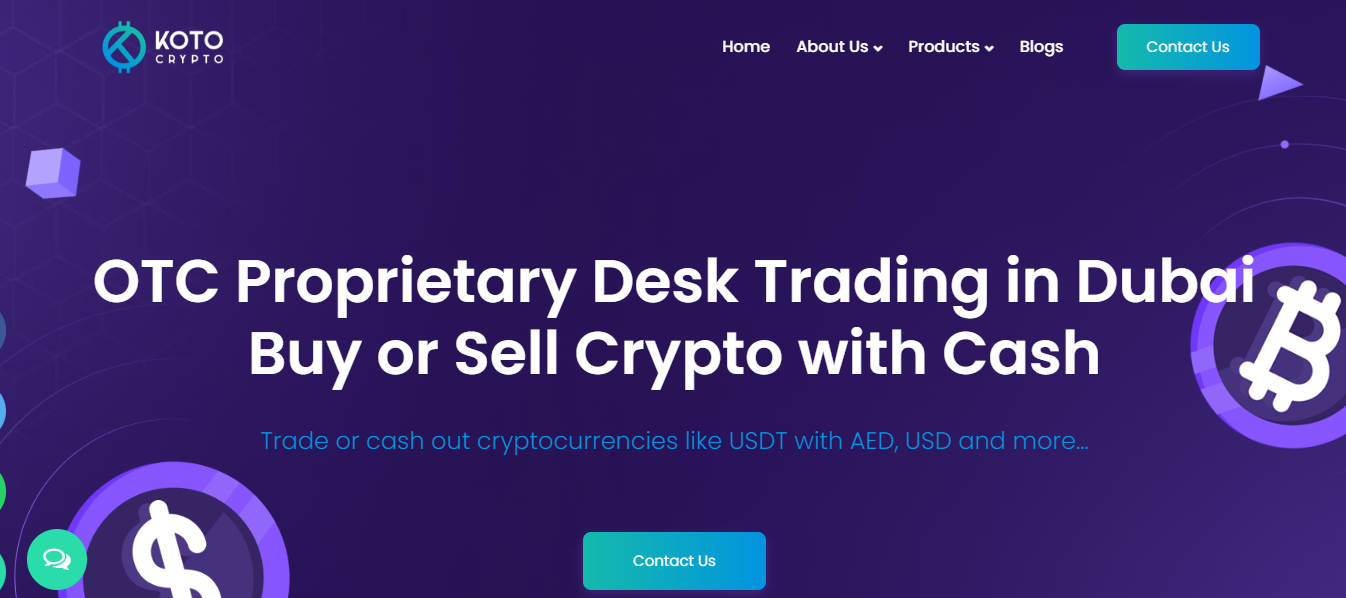 KOTO
CRYPTO
Home About Us Products Blogs Contact Us
OTC Proprietary Desk Trading in Dubai
Buy or Sell Crypto with Cash
Trade or cash out cryptocurrencies like USDT with AED, USD and more...
Contact Us